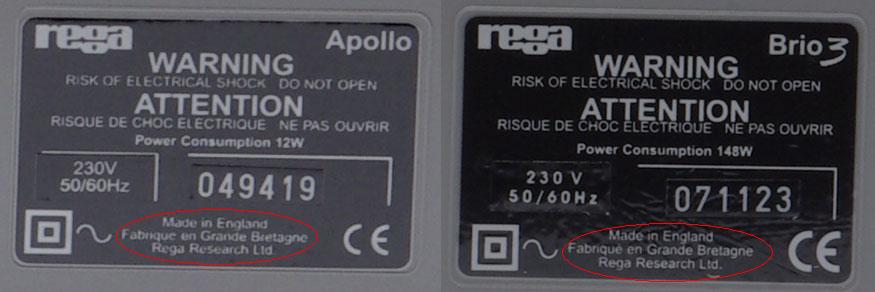 rega Apollo
WARNING
RISK OF ELECTRICAL SHOCK DO NOT OPEN
ATTENTION
RISQUE DE CHOC ELECTRIQUE NE PAS OUVRIR
Power Consumption 12W
230V
50/60Hz
049419
Made in England
Fabrique en Grande Bretagne
Rega Research Ltd.
CE
rega Brio 3
WARNING
RISK OF ELECTRICAL SHOCK DO NOT OPEN
ATTENTION
RISQUE DE CHOC ELECTRIQUE NE PAS OUVRIR
Power Consumption 148W
230 V
50/60Hz
071123
Made in England
Fabriqué en Grande Bretagne
Rega Research Ltd.
CE